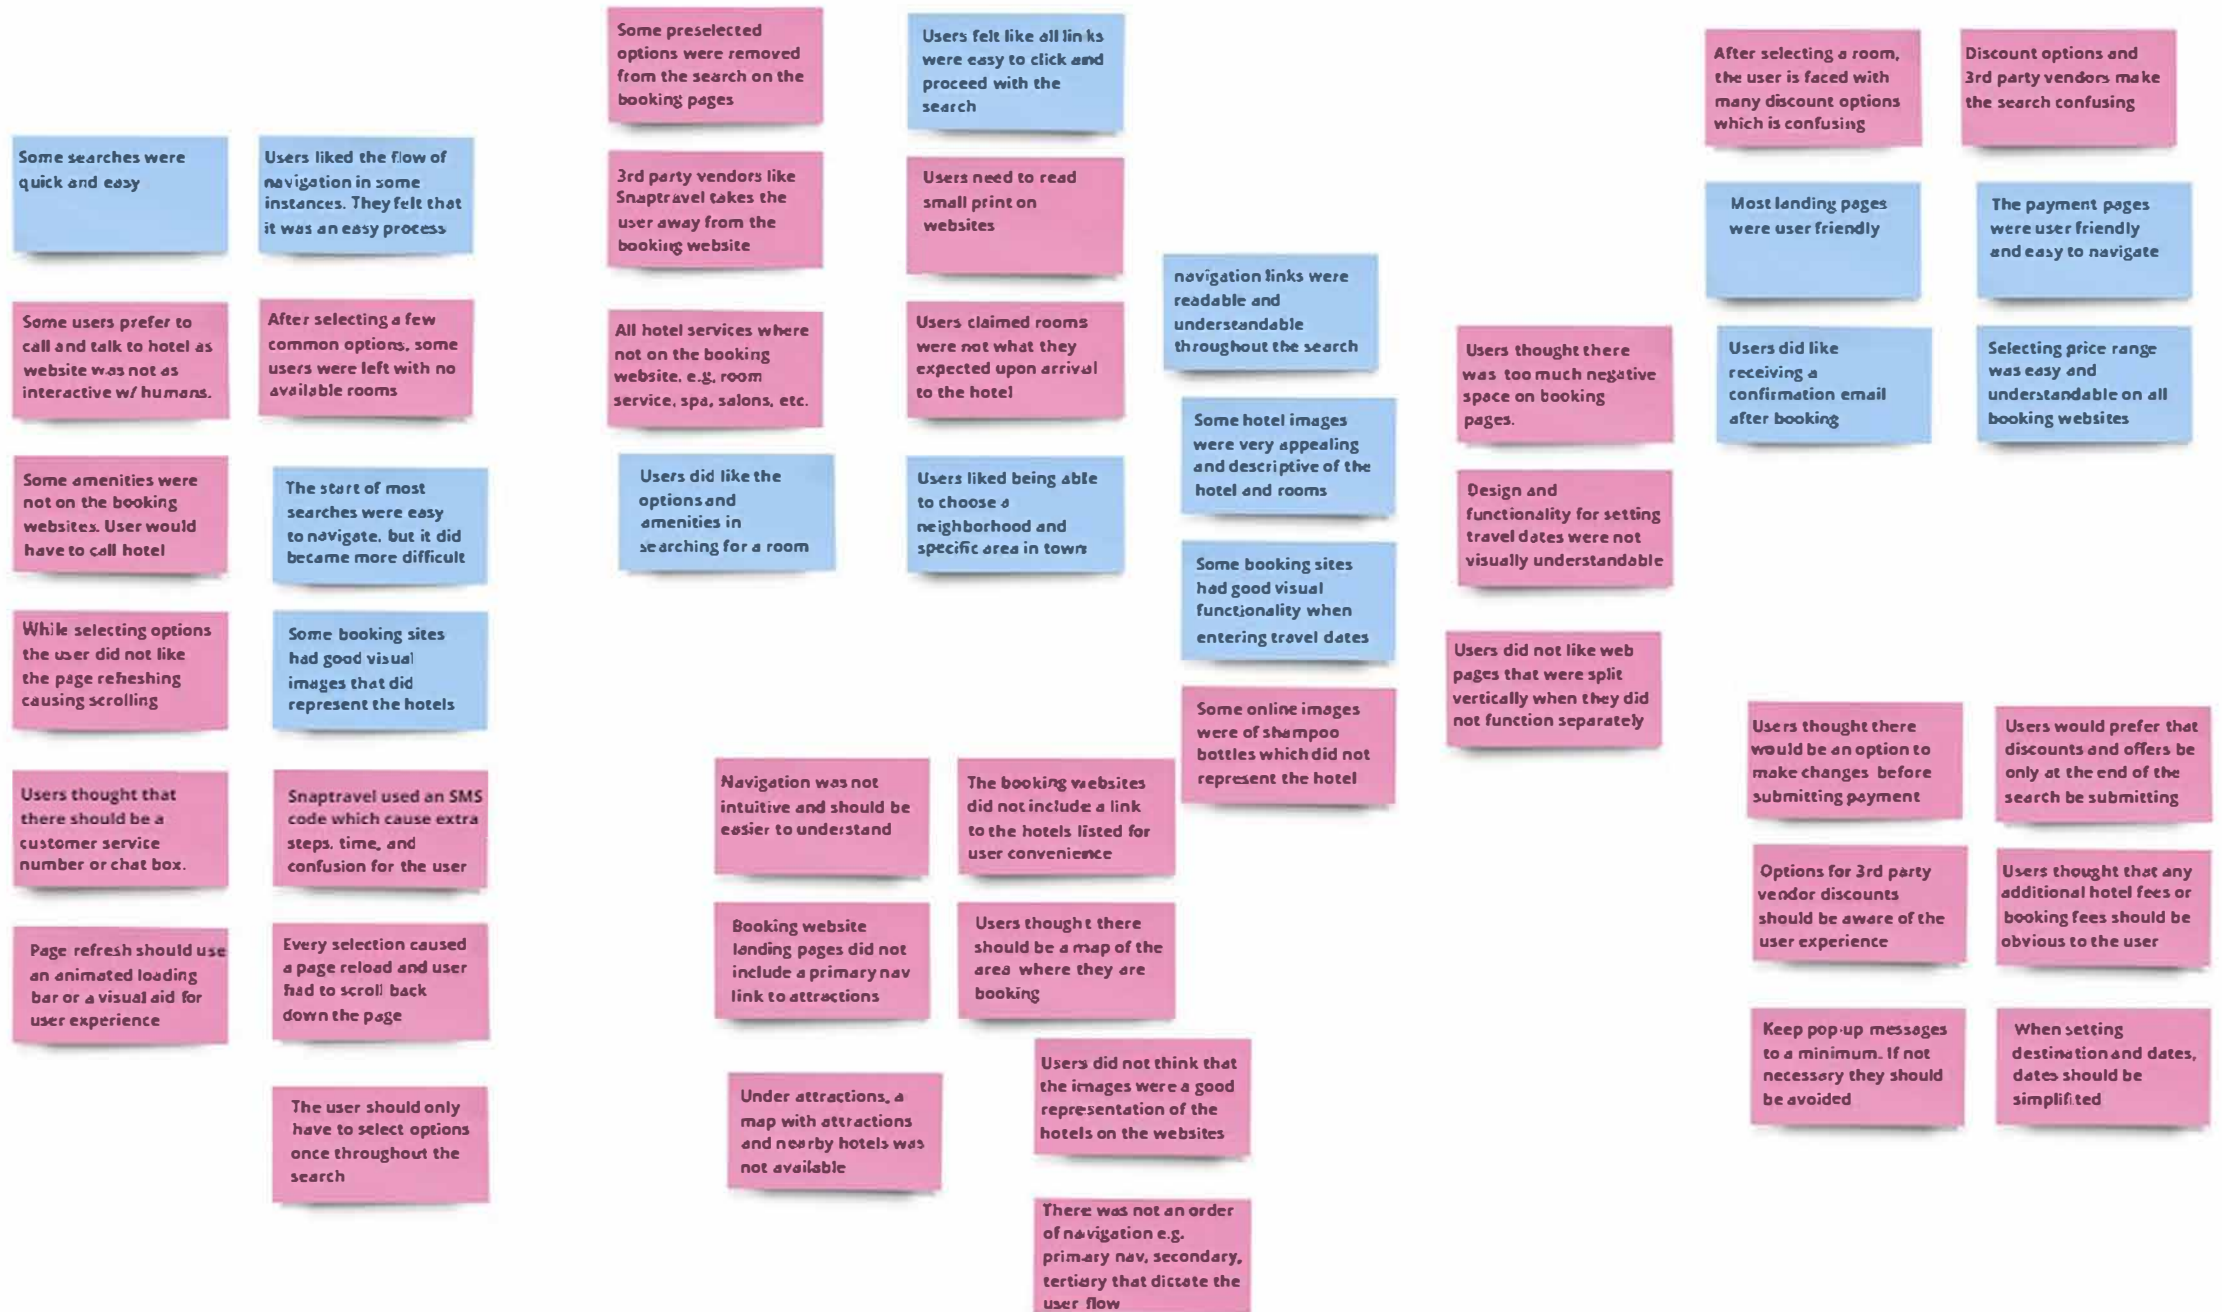 Some searches were
quick and easy
Users liked the flow of
navigation in some
instances. They felt that
it was an easy process
Some users prefer to
call and talk to hotel as
website was not as
interactive w/ humans.
After selecting a few
common options, some
users were left with no
available rooms
Some amenities were
not on the booking
websites. User would
have to call hotel
The start of most
searches were easy
to navigate, but it did
became more difficult
While selecting options
the user did not like
the page refreshing
causing scrolling
Some booking sites
had good visual
images that did
represent the hotels
Users thought that
there should be a
customer service
number or chat box.
Snaptravel used an SMS
code which cause extra
steps, time, and
confusion for the user
Page refresh should use
an animated loading
bar or a visual aid for
user experience
Every selection caused
a page reload and user
had to scroll back
down the page
The user should only
have to select options
once throughout the
search
Some preselected
options were removed
from the search on the
booking pages
Users felt like all links
were easy to click and
proceed with the
search
3rd party vendors like
Snaptravel takes the
user away from the
booking website
Users need to read
small print on
websites
All hotel services where
not on the booking
website, e.g. room
service, spa, salons, etc.
Users claimed rooms
were not what they
expected upon arrival
to the hotel
Users did like the
options and
amenities in
searching for a room
Users liked being able
to choose a
neighborhood and
specific area in town
navigation links were
readable and
understandable
throughout the search
Some hotel images
were very appealing
and descriptive of the
hotel and rooms
Some booking sites
had good visual
functionality when
entering travel dates
Some online images
were of shampoo
bottles which did not
represent the hotel
Users thought there
was too much negative
space on booking
pages.
Design and
functionality for setting
travel dates were not
visually understandable
Users did not like web
pages that were split
vertically when they did
not function separately
Navigation was not
intuitive and should be
easier to understand
The booking websites
did not include a link
to the hotels listed for
user convenience
Booking website
landing pages did not
include a primary nav
link to attractions
Users thought there
should be a map of the
area where they are
booking
Under attractions, a
map with attractions
and nearby hotels was
not available
Users did not think that
the images were a good
representation of the
hotels on the websites
There was not an order
of navigation e.g.
primary nav, secondary,
tertiary that dictate the
user flow
After selecting a room,
the user is faced with
many discount options
which is confusing
Discount options and
3rd party vendors make
the search confusing
Most landing pages
were user friendly
The payment pages
were user friendly
and easy to navigate
Users did like
receiving a
confirmation email
after booking
Selecting price range
was easy and
understandable on all
booking websites
Users thought there
would be an option to
make changes before
submitting payment
Users would prefer that
discounts and offers be
only at the end of the
search be submitting
Options for 3rd party
vendor discounts
should be aware of the
user experience
Users thought that any
additional hotel fees or
booking fees should be
obvious to the user
Keep pop-up messages
to a minimum. If not
necessary they should
be avoided
When setting
destination and dates,
dates should be
simplifited